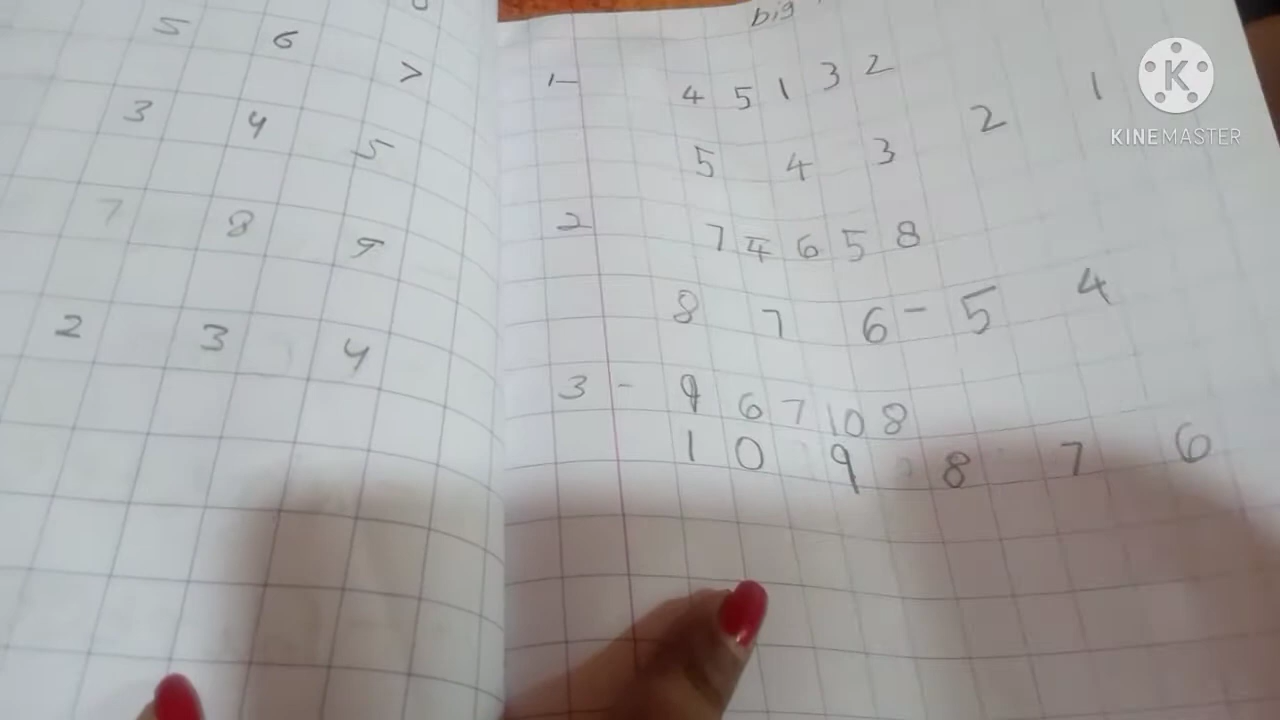 5 6 7
3 4 5
7 8 9
2 3 4
big
1- 4 5 1 3 2
5 4 3 2 1
2 7 4 6 5 8
8 7 6 - 5 4
3 - 9 6 7 10 8
10 9 8 7 6
K
KINEMASTER